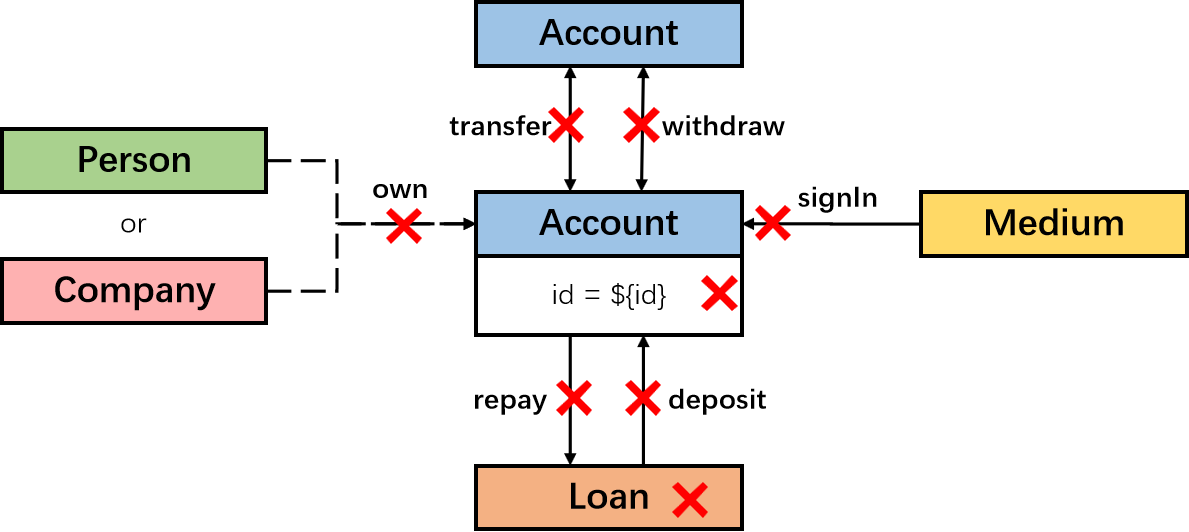 Account
transfer
withdraw
Person
or
Company
own
Account
id = ${id}
signIn
Medium
repay
deposit
Loan